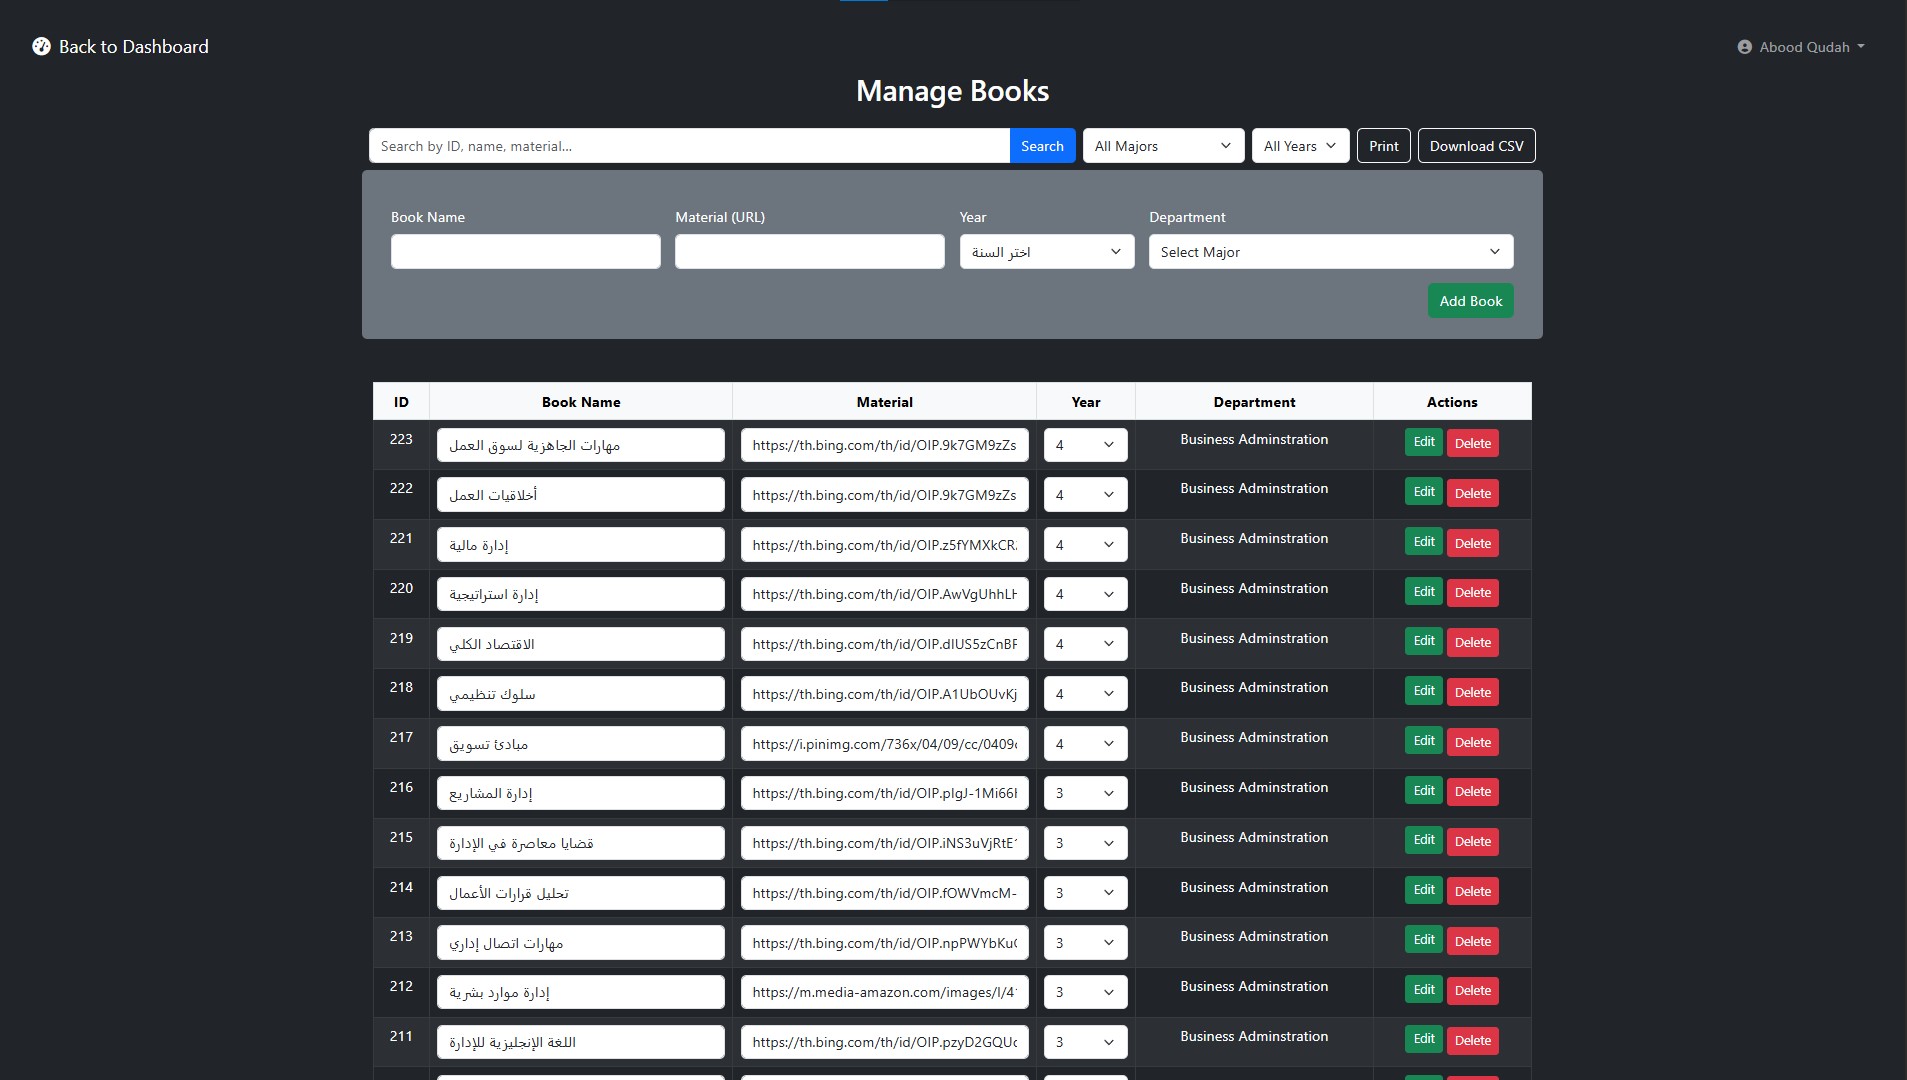 Back to Dashboard
Abood Qudah
Manage Books
Search by ID, name, material...
Search
All Majors
All Years
Print
Download CSV
Book Name
Material (URL)
Year
Department
اختر السنة
Select Major
Add Book
ID Book Name Material Year Department Actions
223 مهارات الجاهزية لسوق العمل https://th.bing.com/th/id/OIP.9k7GM9zZs 4 Business Adminstration Edit Delete
222 أخلاقيات العمل https://th.bing.com/th/id/OIP.9k7GM9zZs 4 Business Adminstration Edit Delete
221 إدارة مالية https://th.bing.com/th/id/OIP.z5fYMXkCR 4 Business Adminstration Edit Delete
220 إدارة استراتيجية https://th.bing.com/th/id/OIP.AwVgUhhLH 4 Business Adminstration Edit Delete
219 الاقتصاد الكلي https://th.bing.com/th/id/OIP.dIUS5zCnBF 4 Business Adminstration Edit Delete
218 سلوك تنظيمي https://th.bing.com/th/id/OIP.A1UbOUvKj 4 Business Adminstration Edit Delete
217 مبادئ تسويق https://i.pinimg.com/736x/04/09/cc/0409c 4 Business Adminstration Edit Delete
216 إدارة المشاريع https://th.bing.com/th/id/OIP.pIgJ-1Mi66 3 Business Adminstration Edit Delete
215 قضايا معاصرة في الإدارة https://th.bing.com/th/id/OIP.iNS3uVjRtE 3 Business Adminstration Edit Delete
214 تحليل قرارات الأعمال https://th.bing.com/th/id/OIP.fOWVmcM- 3 Business Adminstration Edit Delete
213 مهارات اتصال إداري https://th.bing.com/th/id/OIP.npPWYbKu 3 Business Adminstration Edit Delete
212 إدارة موارد بشرية https://m.media-amazon.com/images/I/4 3 Business Adminstration Edit Delete
211 اللغة الإنجليزية للإدارة https://th.bing.com/th/id/OIP.pzyD2GQU 3 Business Adminstration Edit Delete